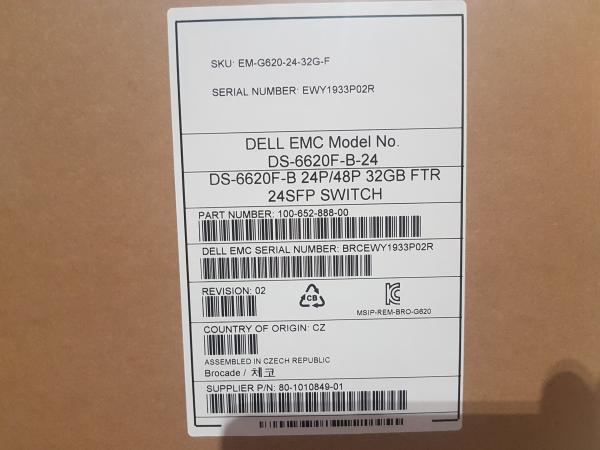 SKU: EM-G620-24-32G-F
SERIAL NUMBER: EWY1933P02R
DELL EMC Model No.
DS-6620F-B-24
DS-6620F-B 24P/48P 32GB FTR
24SFP SWITCH
PART NUMBER: 100-652-888-00
DELL EMC SERIAL NUMBER: BRCEWY1933P02R
REVISION: 02
CB
MSIP-REM-BRO-G620
COUNTRY OF ORIGIN: CZ
ASSEMBLED IN CZECH REPUBLIC
Brocade / 체코
SUPPLIER P/N: 80-1010849-01